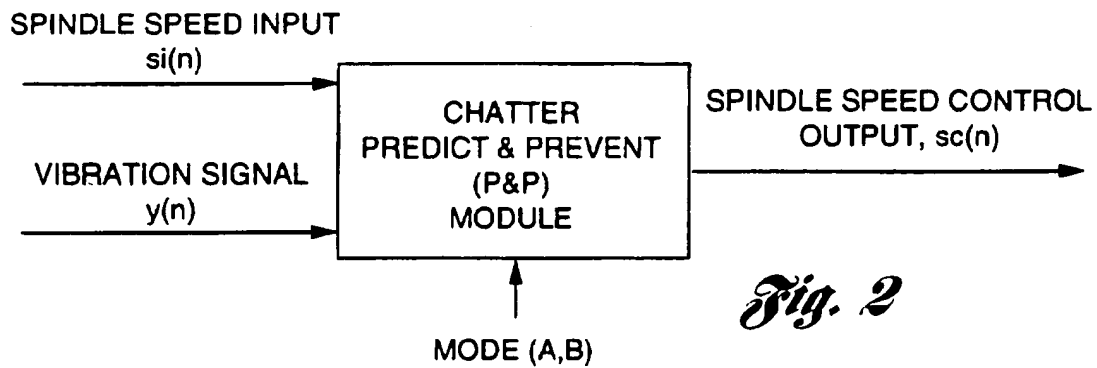 SPINDLE SPEED INPUT
si(n)
VIBRATION SIGNAL
y(n)
CHATTER
PREDICT & PREVENT
(P&P)
MODULE
SPINDLE SPEED CONTROL
OUTPUT, sc(n)
MODE (A,B)
Fig. 2